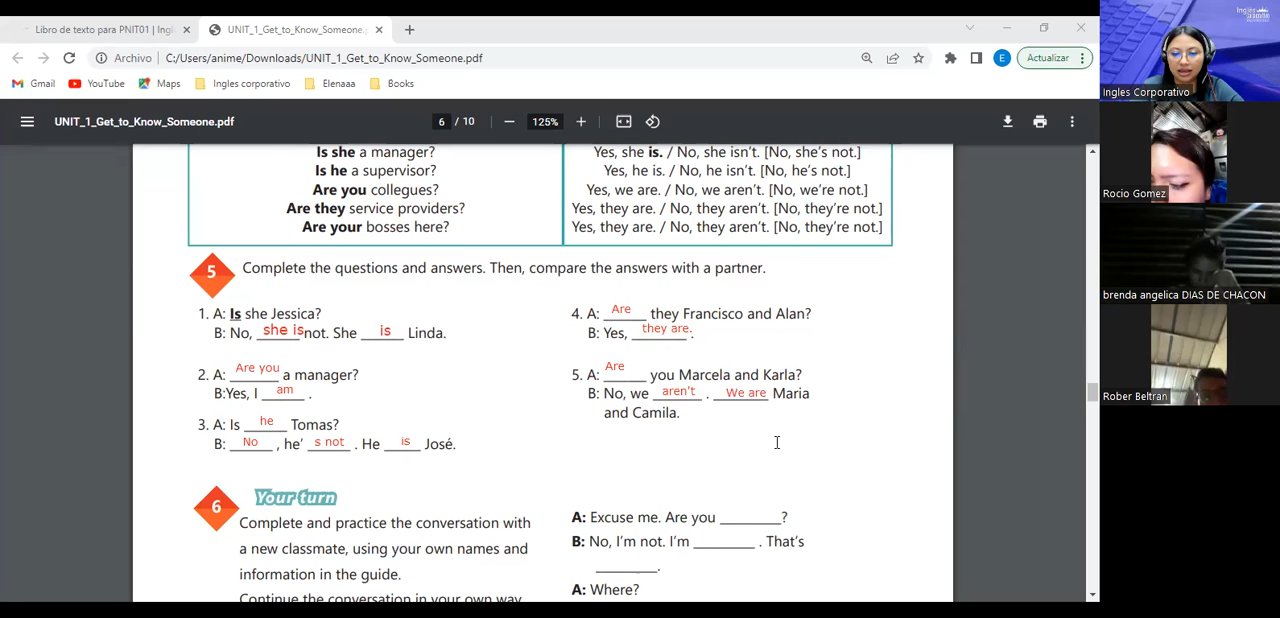 Libro de texto para PNIT01 | Ingl
UNIT_1_Get_to_Know_Someone.p
Archivo C:/Users/anime/Downloads/UNIT_1_Get_to_Know_Someone.pdf
E Actualizar
Gmail YouTube Maps Ingles corporativo Elenaaa Books
UNIT_1_Get_to_Know_Someone.pdf 6 / 10 125%
Is she a manager? Yes, she is. / No, she isn't. [No, she's not.]
Is he a supervisor? Yes, he is. / No, he isn't. [No, he's not.]
Are you collegues? Yes, we are. / No, we aren't. [No, we're not.]
Are they service providers? Yes, they are. / No, they aren't. [No, they're not.]
Are your bosses here? Yes, they are. / No, they aren't. [No, they're not.]
5 Complete the questions and answers. Then, compare the answers with a partner.
1. A: Is she Jessica?
B: No, she is not. She is Linda.
2. A: Are you a manager?
B:Yes, I am .
3. A: Is he Tomas?
B: No , he' s not . He is José.
4. A: Are they Francisco and Alan?
B: Yes, they are. .
5. A: Are you Marcela and Karla?
B: No, we aren't . We are Maria
and Camila.
6 Your turn
Complete and practice the conversation with
a new classmate, using your own names and
information in the guide.
Continue the conversation in your own way
A: Excuse me. Are you ________?
B: No, I'm not. I'm ________ . That's
________.
A: Where?
Ingles Corporativo
Rocio Gomez
brenda angelica DIAS DE CHACON
Rober Beltran